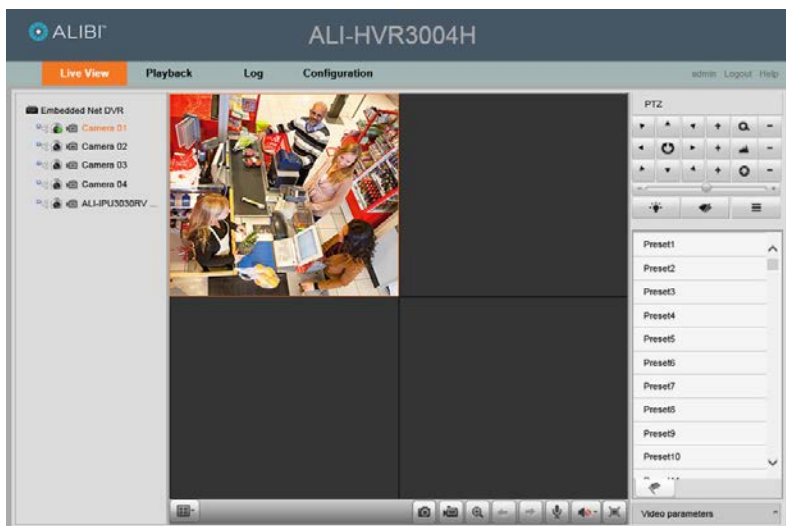 ALIBI™
ALI-HVR3004H
Live View Playback Log Configuration
admin Logout Help
Embedded Net DVR
Camera 01
Camera 02
Camera 03
Camera 04
ALI-IPU3030RV ...
PTZ
Preset1
Preset2
Preset3
Preset4
Preset5
Preset6
Preset7
Preset8
Preset9
Preset10
Video parameters